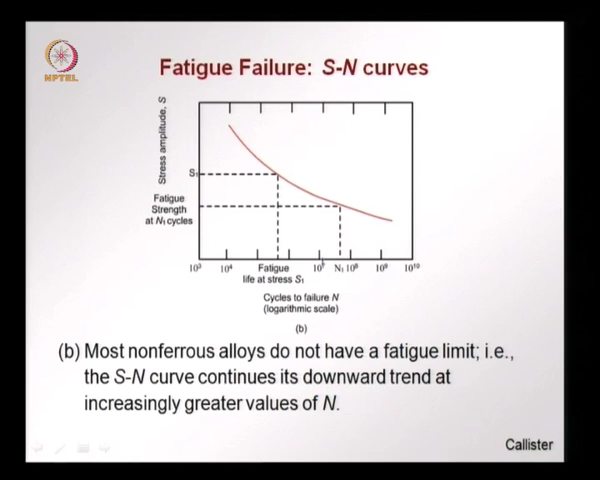 NPTEL
Fatigue Failure: S-N curves
Stress amplitude, S
S₁
Fatigue
Strength
at N₁ cycles
10³ 10⁴ Fatigue 10⁷ N₁ 10⁸ 10⁹ 10¹⁰
life at stress S₁
Cycles to failure N
(logarithmic scale)
(b)
(b) Most nonferrous alloys do not have a fatigue limit; i.e.,
the S-N curve continues its downward trend at
increasingly greater values of N.
Callister